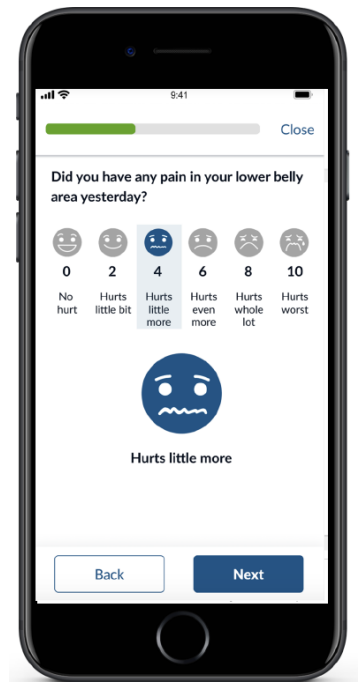 9:41
Close
Did you have any pain in your lower belly
area yesterday?
0 2 4 6 8 10
No Hurts Hurts Hurts Hurts Hurts
hurt little bit little even whole worst
more more lot
Hurts little more
Back Next